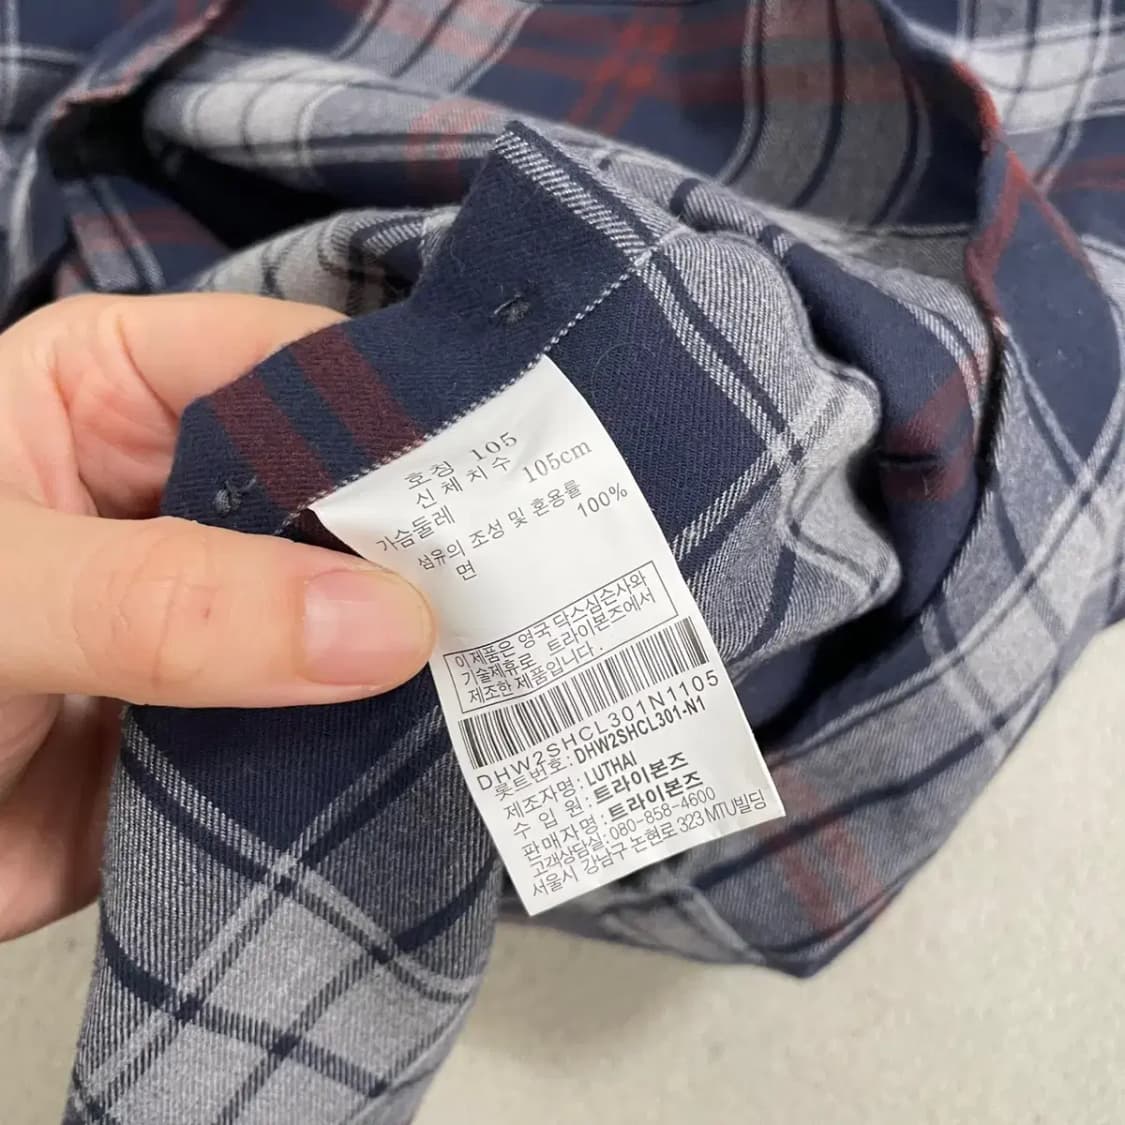 호칭 105
신체치수
가슴둘레 105cm
섬유의 조성 및 혼용률
면 100%
이 제품은 영국 닥스심슨사와
기술제휴로 트라이본즈에서
제조한 제품입니다.
DHW2SHCL301N1105
롯트번호: DHW2SHCL301-N1
제조자명: LUTHAI
수 입 원: 트라이본즈
판매자명: 트라이본즈
고객상담실: 080-858-4600
서울시 강남구 논현로 323 MTU빌딩